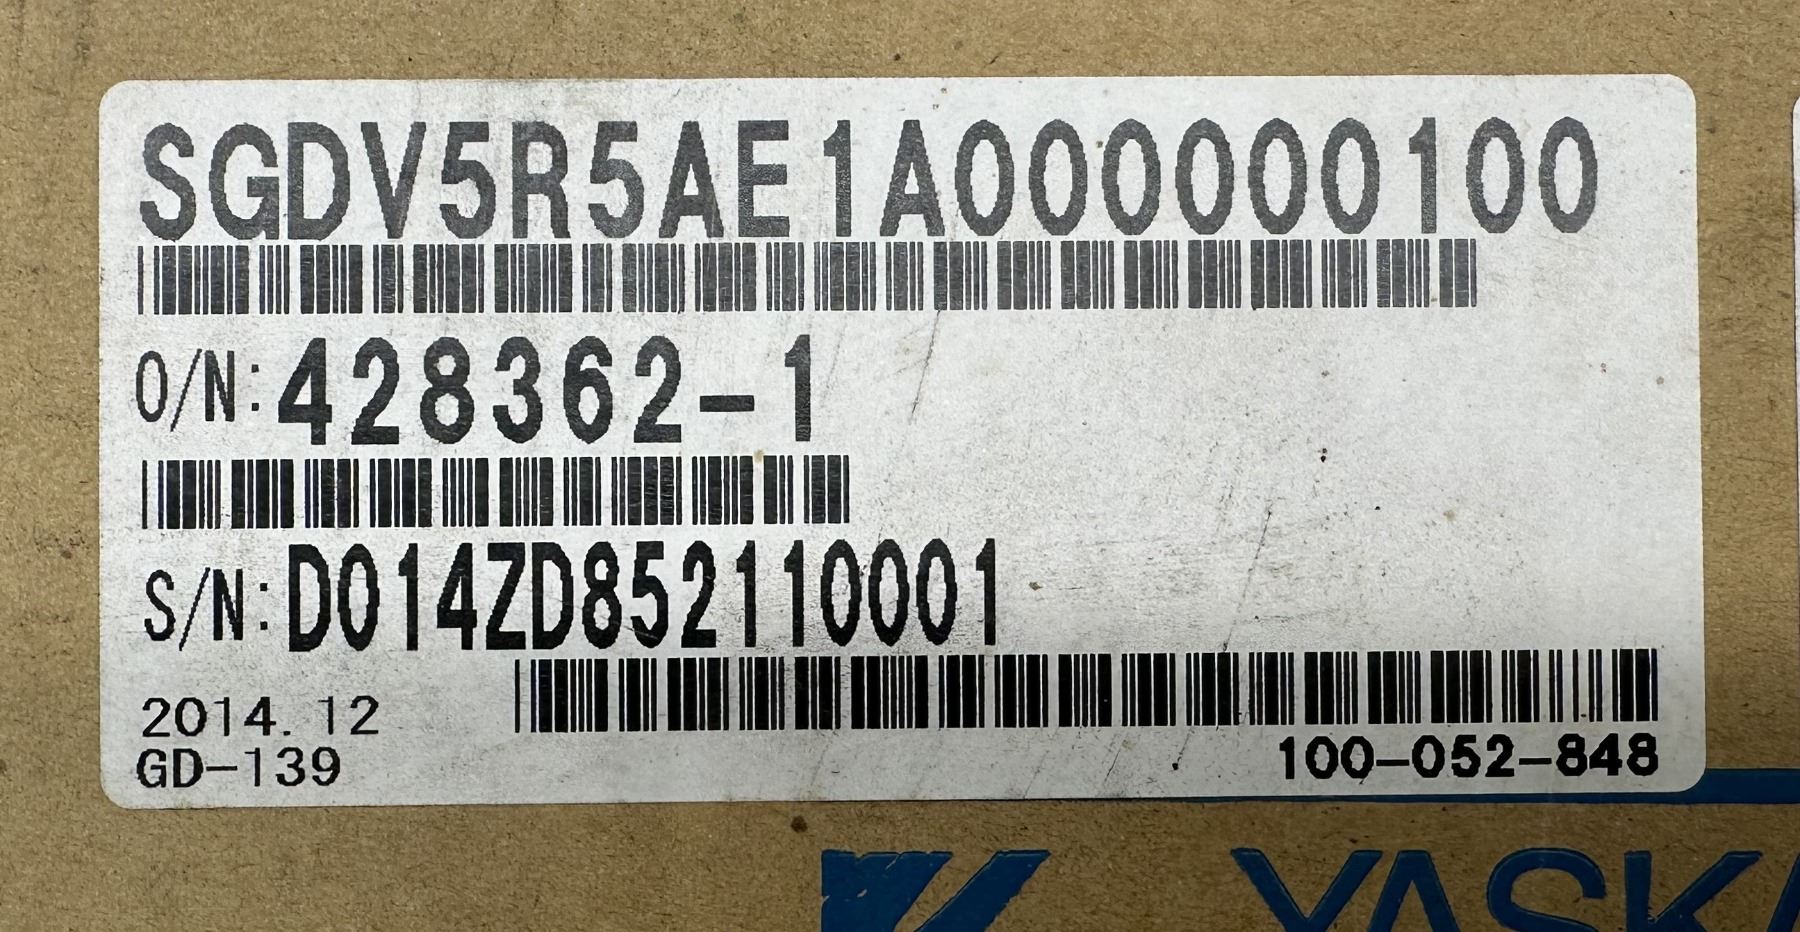 SGDV5R5AE1A000000100
O/N: 428362-1
S/N: D014ZD852110001
2014.12
GD-139
100-052-848